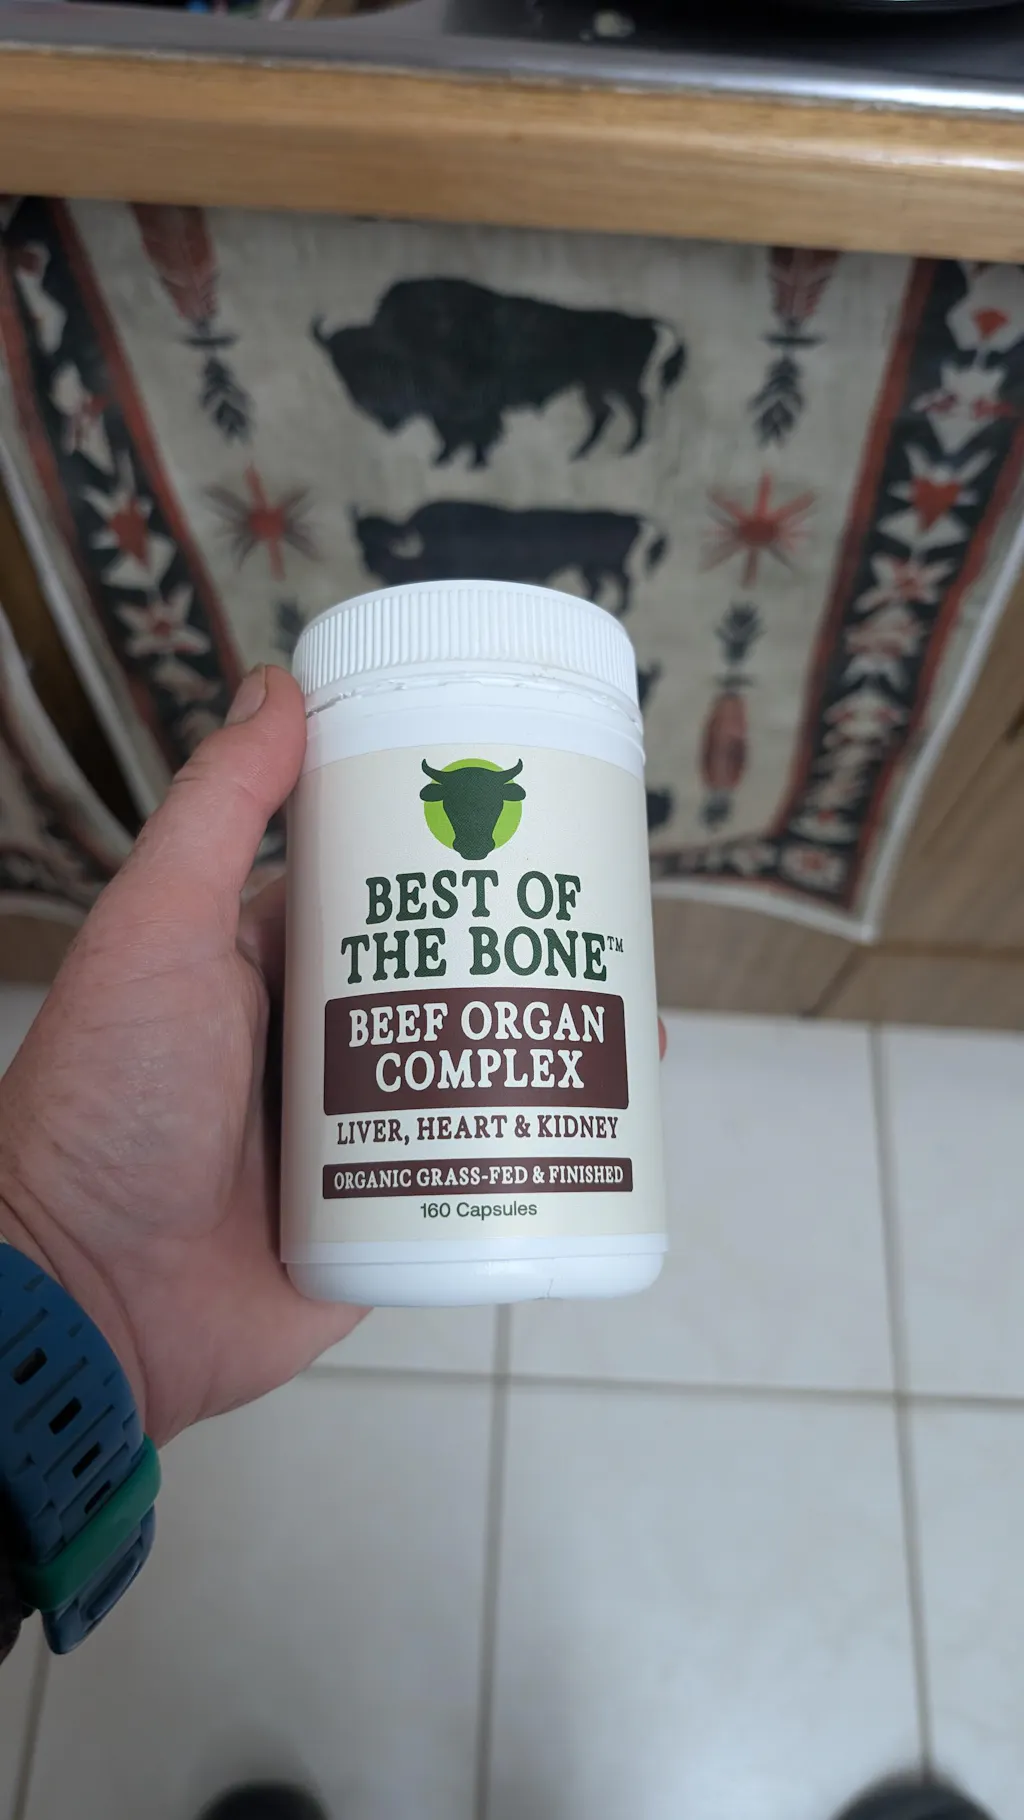 BEST OF
THE BONE™
BEEF ORGAN
COMPLEX
LIVER, HEART & KIDNEY
ORGANIC GRASS-FED & FINISHED
160 Capsules